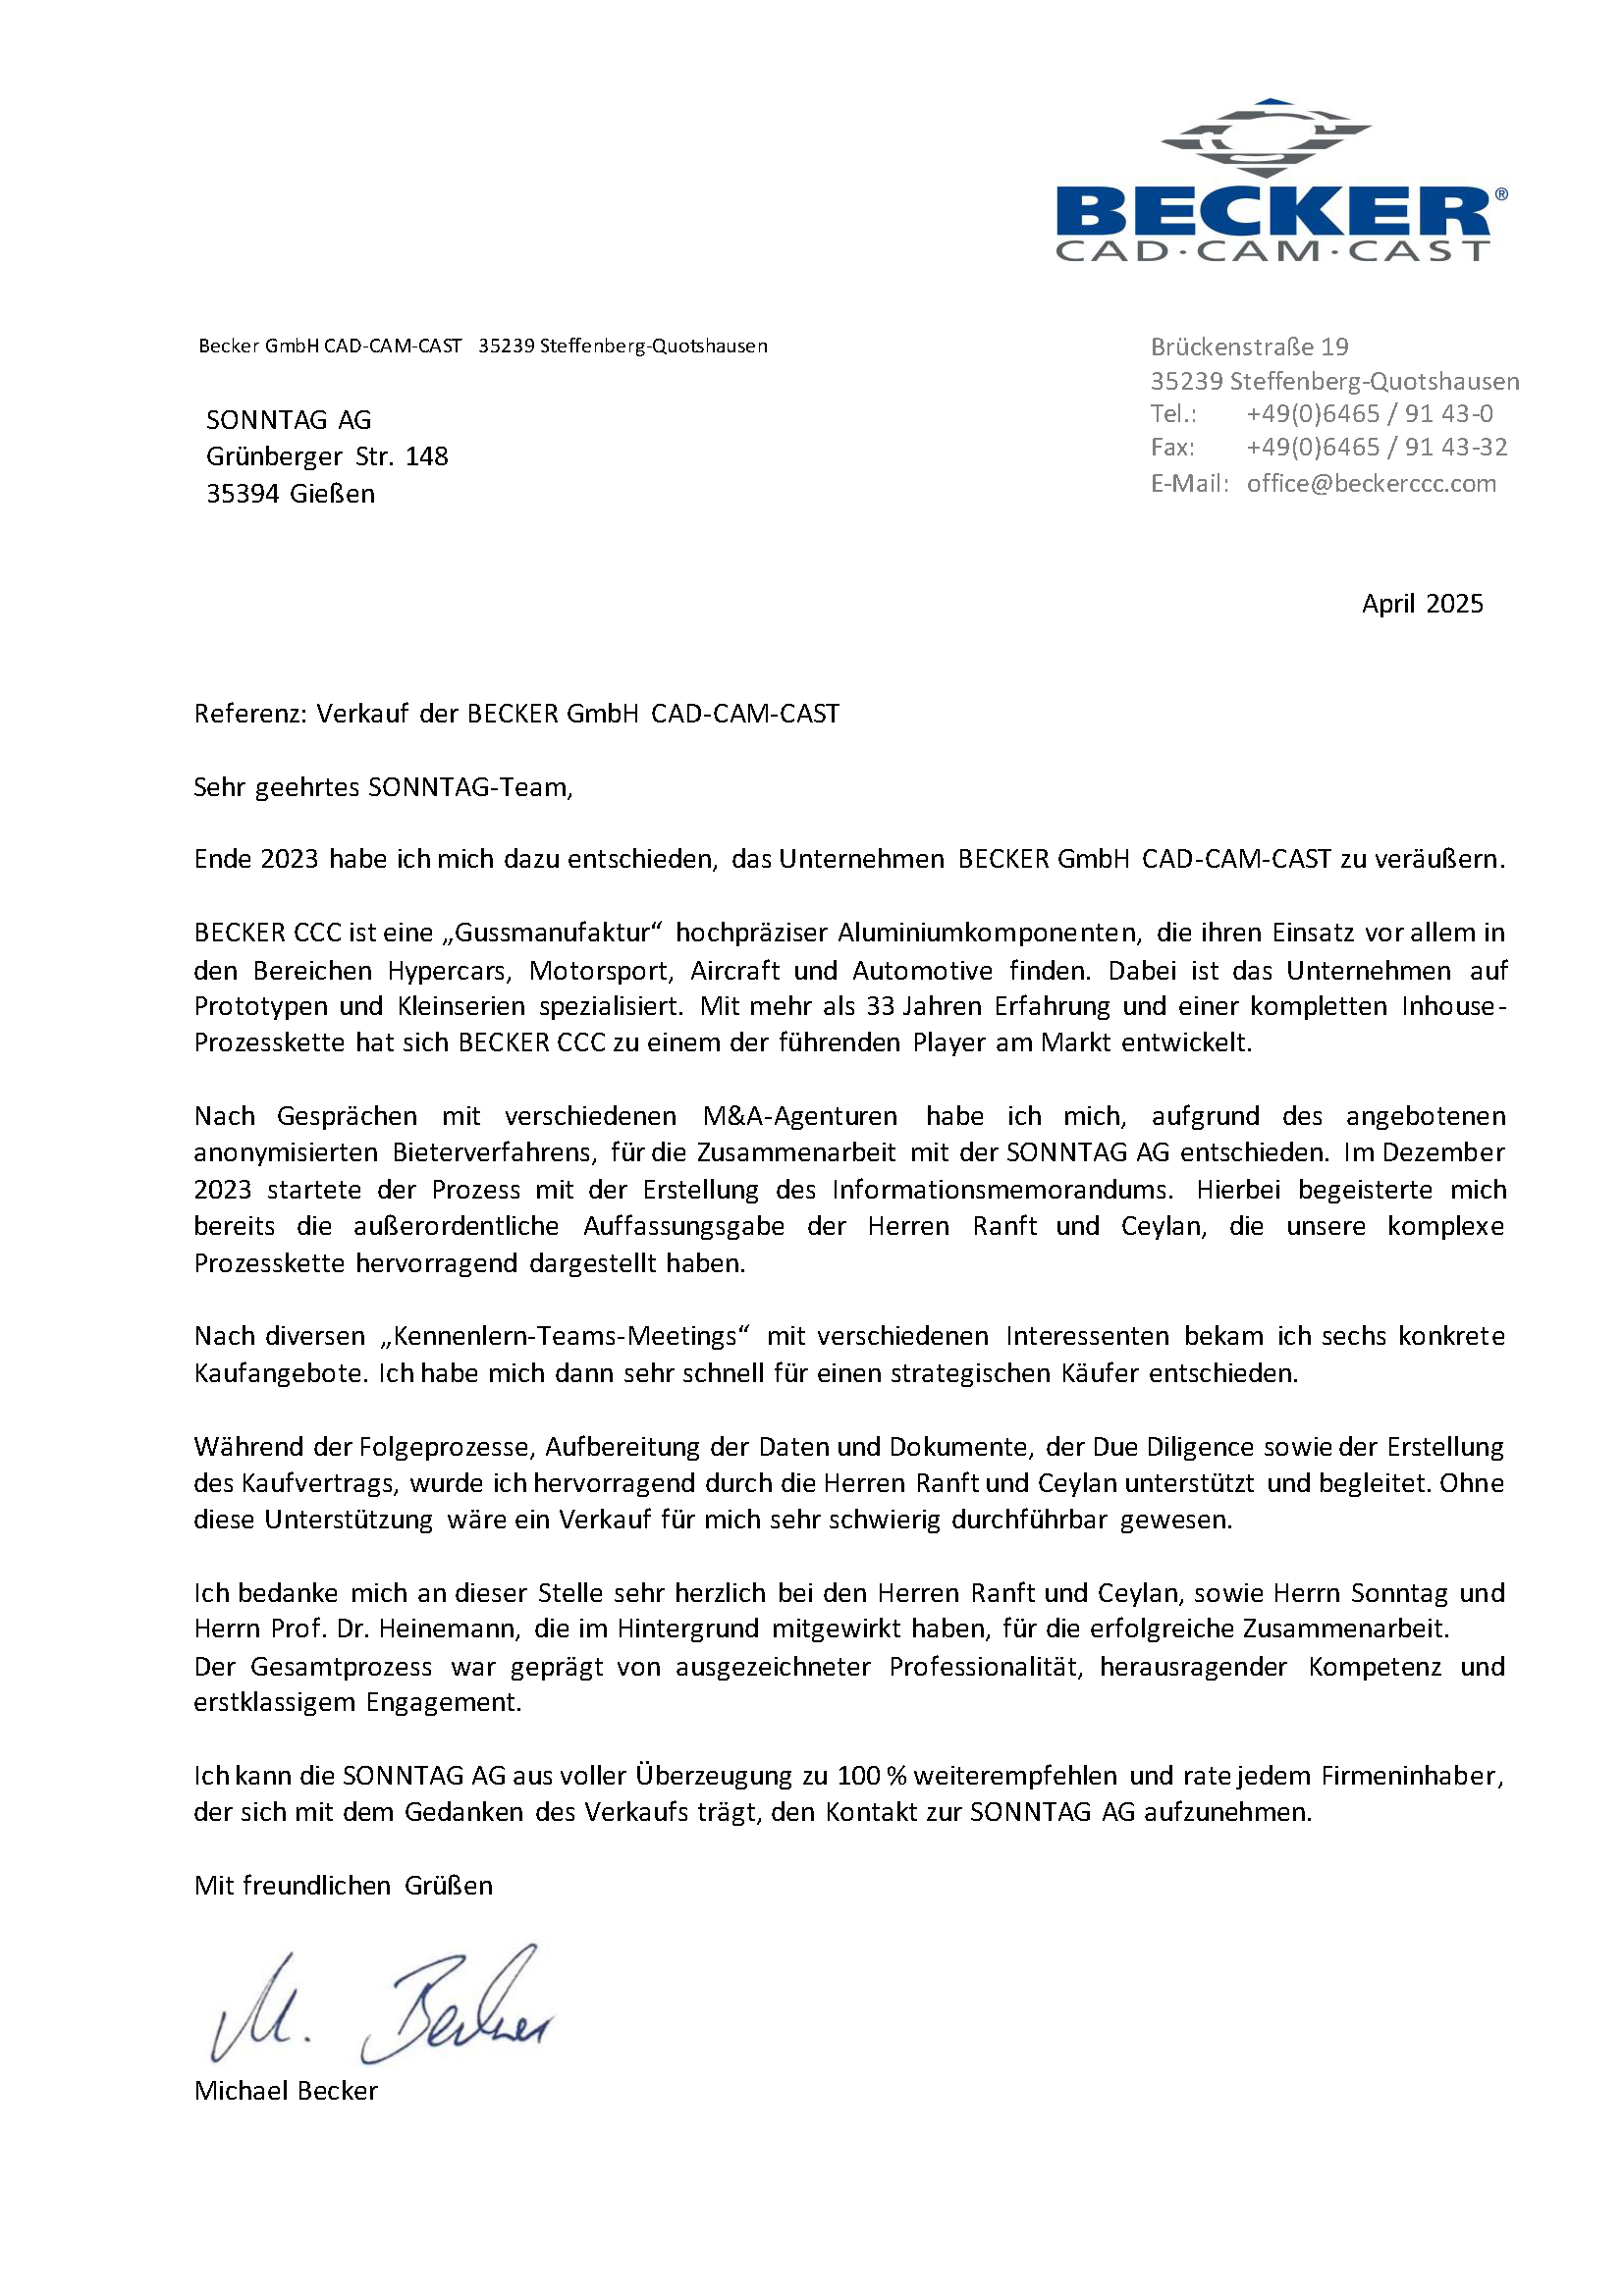 BECKER®
CAD·CAM·CAST
Becker GmbH CAD-CAM-CAST 35239 Steffenberg-Quotshausen
SONNTAG AG
Grünberger Str. 148
35394 Gießen
Brückenstraße 19
35239 Steffenberg-Quotshausen
Tel.: +49(0)6465 / 91 43-0
Fax: +49(0)6465 / 91 43-32
E-Mail: office@beckerccc.com
April 2025
Referenz: Verkauf der BECKER GmbH CAD-CAM-CAST
Sehr geehrtes SONNTAG-Team,
Ende 2023 habe ich mich dazu entschieden, das Unternehmen BECKER GmbH CAD-CAM-CAST zu veräußern.
BECKER CCC ist eine „Gussmanufaktur“ hochpräziser Aluminiumkomponenten, die ihren Einsatz vor allem in
den Bereichen Hypercars, Motorsport, Aircraft und Automotive finden. Dabei ist das Unternehmen auf
Prototypen und Kleinserien spezialisiert. Mit mehr als 33 Jahren Erfahrung und einer kompletten Inhouse-
Prozesskette hat sich BECKER CCC zu einem der führenden Player am Markt entwickelt.
Nach Gesprächen mit verschiedenen M&A-Agenturen habe ich mich, aufgrund des angebotenen
anonymisierten Bieterverfahrens, für die Zusammenarbeit mit der SONNTAG AG entschieden. Im Dezember
2023 startete der Prozess mit der Erstellung des Informationsmemorandums. Hierbei begeisterte mich
bereits die außerordentliche Auffassungsgabe der Herren Ranft und Ceylan, die unsere komplexe
Prozesskette hervorragend dargestellt haben.
Nach diversen „Kennenlern-Teams-Meetings“ mit verschiedenen Interessenten bekam ich sechs konkrete
Kaufangebote. Ich habe mich dann sehr schnell für einen strategischen Käufer entschieden.
Während der Folgeprozesse, Aufbereitung der Daten und Dokumente, der Due Diligence sowie der Erstellung
des Kaufvertrags, wurde ich hervorragend durch die Herren Ranft und Ceylan unterstützt und begleitet. Ohne
diese Unterstützung wäre ein Verkauf für mich sehr schwierig durchführbar gewesen.
Ich bedanke mich an dieser Stelle sehr herzlich bei den Herren Ranft und Ceylan, sowie Herrn Sonntag und
Herrn Prof. Dr. Heinemann, die im Hintergrund mitgewirkt haben, für die erfolgreiche Zusammenarbeit.
Der Gesamtprozess war geprägt von ausgezeichneter Professionalität, herausragender Kompetenz und
erstklassigem Engagement.
Ich kann die SONNTAG AG aus voller Überzeugung zu 100 % weiterempfehlen und rate jedem Firmeninhaber,
der sich mit dem Gedanken des Verkaufs trägt, den Kontakt zur SONNTAG AG aufzunehmen.
Mit freundlichen Grüßen
M. Becker
Michael Becker